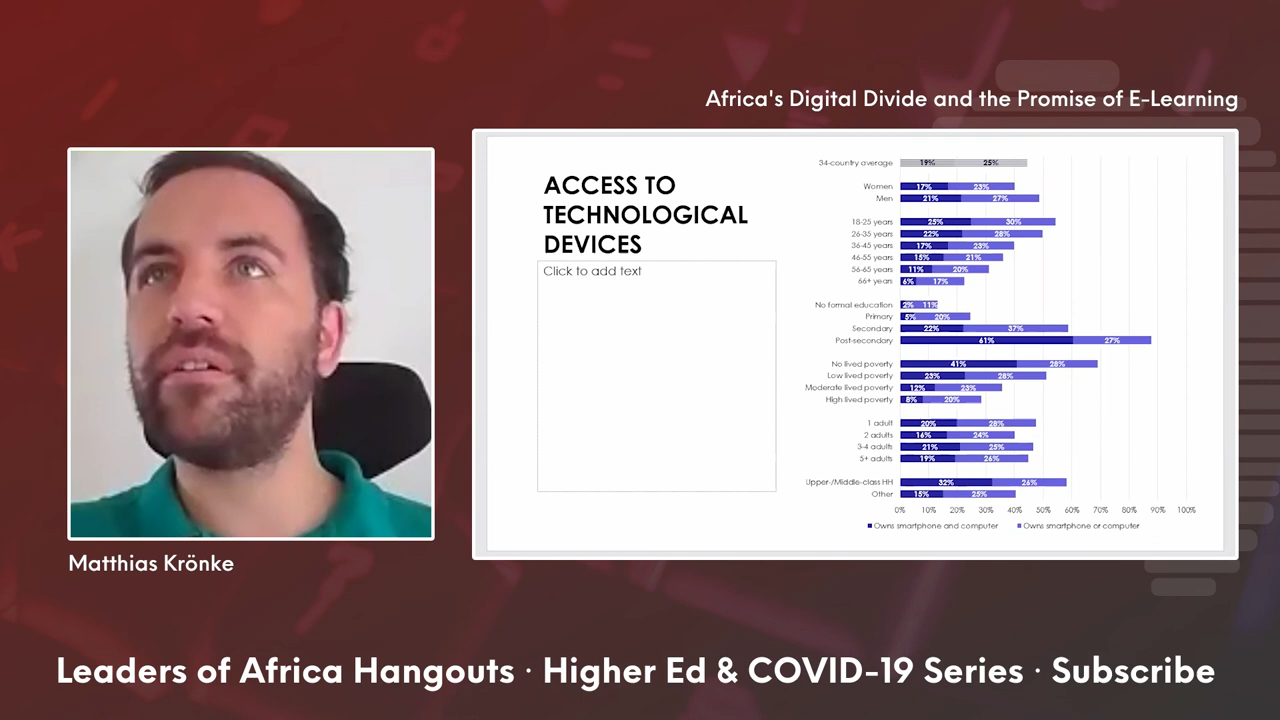 Africa's Digital Divide and the Promise of E-Learning
ACCESS TO
TECHNOLOGICAL
DEVICES
Click to add text
34-country average 19% 25%
Women 17% 23%
Men 21% 27%
18-25 years 25% 30%
26-35 years 22% 28%
36-45 years 17% 23%
46-55 years 15% 21%
56-65 years 11% 20%
66+ years 6% 17%
No formal education 2% 11%
Primary 5% 20%
Secondary 22% 37%
Post-secondary 61% 27%
No lived poverty 41% 28%
Low lived poverty 23% 28%
Moderate lived poverty 12% 23%
High lived poverty 8% 20%
1 adult 20% 28%
2 adults 16% 24%
3-4 adults 21% 25%
5+ adults 19% 26%
Upper-/Middle-class HH 32% 26%
Other 15% 25%
0% 10% 20% 30% 40% 50% 60% 70% 80% 90% 100%
Owns smartphone and computer Owns smartphone or computer
Matthias Krönke
Leaders of Africa Hangouts · Higher Ed & COVID-19 Series · Subscribe